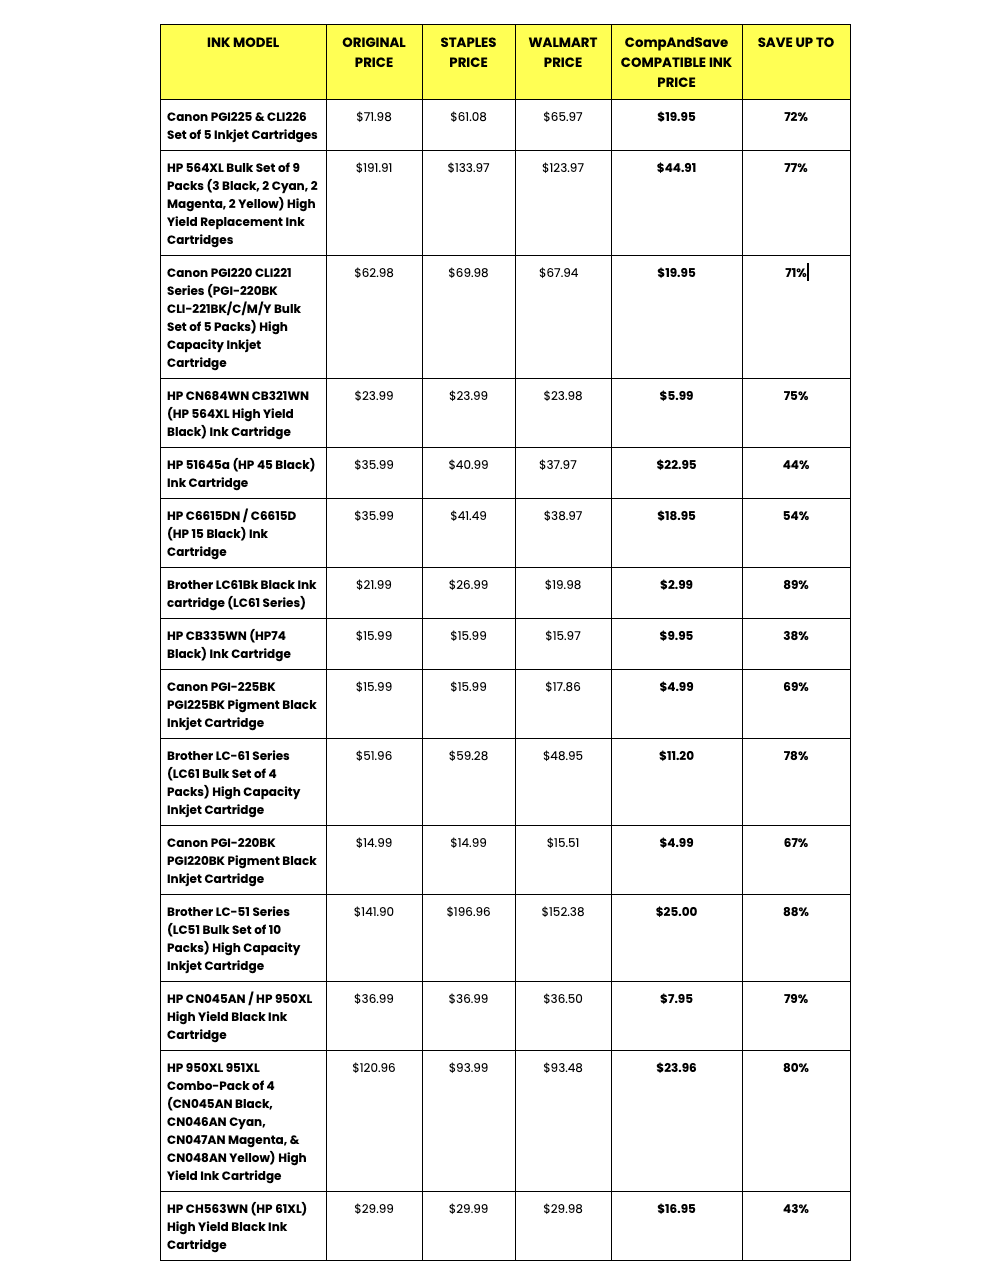 INK MODEL
ORIGINAL
PRICE
STAPLES
PRICE
WALMART
PRICE
CompAndSave
COMPATIBLE INK
PRICE
SAVE UP TO
Canon PGI225 & CLI226
Set of 5 Inkjet Cartridges
$71.98
$61.08
$65.97
$19.95
72%
HP 564XL Bulk Set of 9
Packs (3 Black, 2 Cyan, 2
Magenta, 2 Yellow) High
Yield Replacement Ink
Cartridges
$191.91
$133.97
$123.97
$44.91
77%
Canon PGI220 CLI221
Series (PGI-220BK
CLI-221BK/C/M/Y Bulk
Set of 5 Packs) High
Capacity Inkjet
Cartridge
$62.98
$69.98
$67.94
$19.95
71%
HP CN684WN CB321WN
(HP 564XL High Yield
Black) Ink Cartridge
$23.99
$23.99
$23.98
$5.99
75%
HP 51645a (HP 45 Black)
Ink Cartridge
$35.99
$40.99
$37.97
$22.95
44%
HP C6615DN / C6615D
(HP 15 Black) Ink
Cartridge
$35.99
$41.49
$38.97
$18.95
54%
Brother LC61Bk Black Ink
cartridge (LC61 Series)
$21.99
$26.99
$19.98
$2.99
89%
HP CB335WN (HP74
Black) Ink Cartridge
$15.99
$15.99
$15.97
$9.95
38%
Canon PGI-225BK
PGI225BK Pigment Black
Inkjet Cartridge
$15.99
$15.99
$17.86
$4.99
69%
Brother LC-61 Series
(LC61 Bulk Set of 4
Packs) High Capacity
Inkjet Cartridge
$51.96
$59.28
$48.95
$11.20
78%
Canon PGI-220BK
PGI220BK Pigment Black
Inkjet Cartridge
$14.99
$14.99
$15.51
$4.99
67%
Brother LC-51 Series
(LC51 Bulk Set of 10
Packs) High Capacity
Inkjet Cartridge
$141.90
$196.96
$152.38
$25.00
88%
HP CN045AN / HP 950XL
High Yield Black Ink
Cartridge
$36.99
$36.99
$36.50
$7.95
79%
HP 950XL 951XL
Combo-Pack of 4
(CN045AN Black,
CN046AN Cyan,
CN047AN Magenta, &
CN048AN Yellow) High
Yield Ink Cartridge
$120.96
$93.99
$93.48
$23.96
80%
HP CH563WN (HP 61XL)
High Yield Black Ink
Cartridge
$29.99
$29.99
$29.98
$16.95
43%